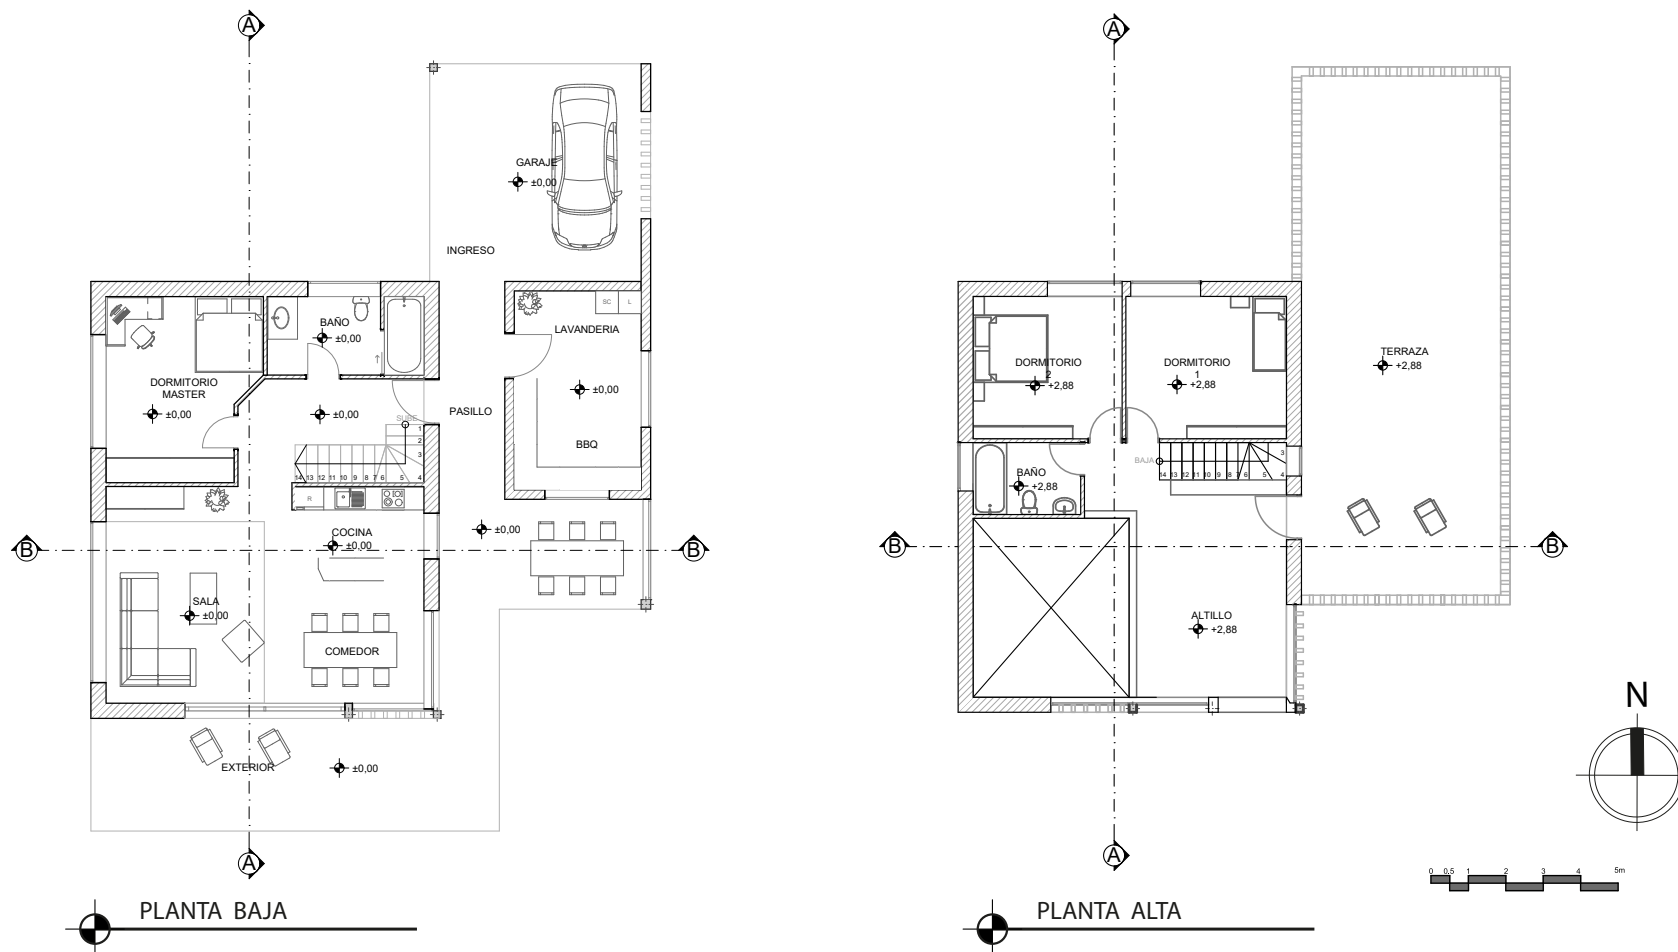 A
A
GARAJE
±0,00
INGRESO
SC
L
BAÑO
±0,00
LAVANDERIA
DORMITORIO
MASTER
±0,00
±0,00
SUBE
PASILLO
±0,00
1
2
3
4
5
6
7
8
9
10
11
12
13
14
BBQ
R
COCINA
±0,00
±0,00
B
B
SALA
±0,00
COMEDOR
EXTERIOR
±0,00
A
PLANTA BAJA
TERRAZA
+2,88
DORMITORIO
2
+2,88
DORMITORIO
1
+2,88
BAJA
3
4
5
6
7
8
9
10
11
12
13
14
BAÑO
+2,88
B
B
ALTILLO
+2,88
A
PLANTA ALTA
N
0 0,5 1 2 3 4 5m